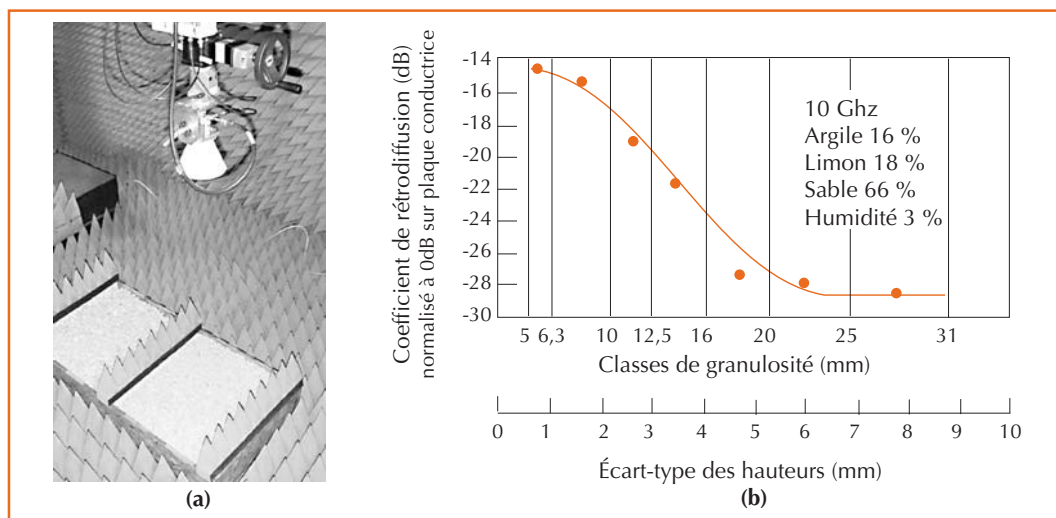 Coefficient de rétrodiffusion (dB)
normalisé à 0dB sur plaque conductrice
-14
-16
-18
-20
-22
-24
-26
-28
-30
10 Ghz
Argile 16 %
Limon 18 %
Sable 66 %
Humidité 3 %
5 6,3 10 12,5 16 20 25 31
Classes de granulosité (mm)
0 1 2 3 4 5 6 7 8 9 10
Écart-type des hauteurs (mm)
(a) (b)